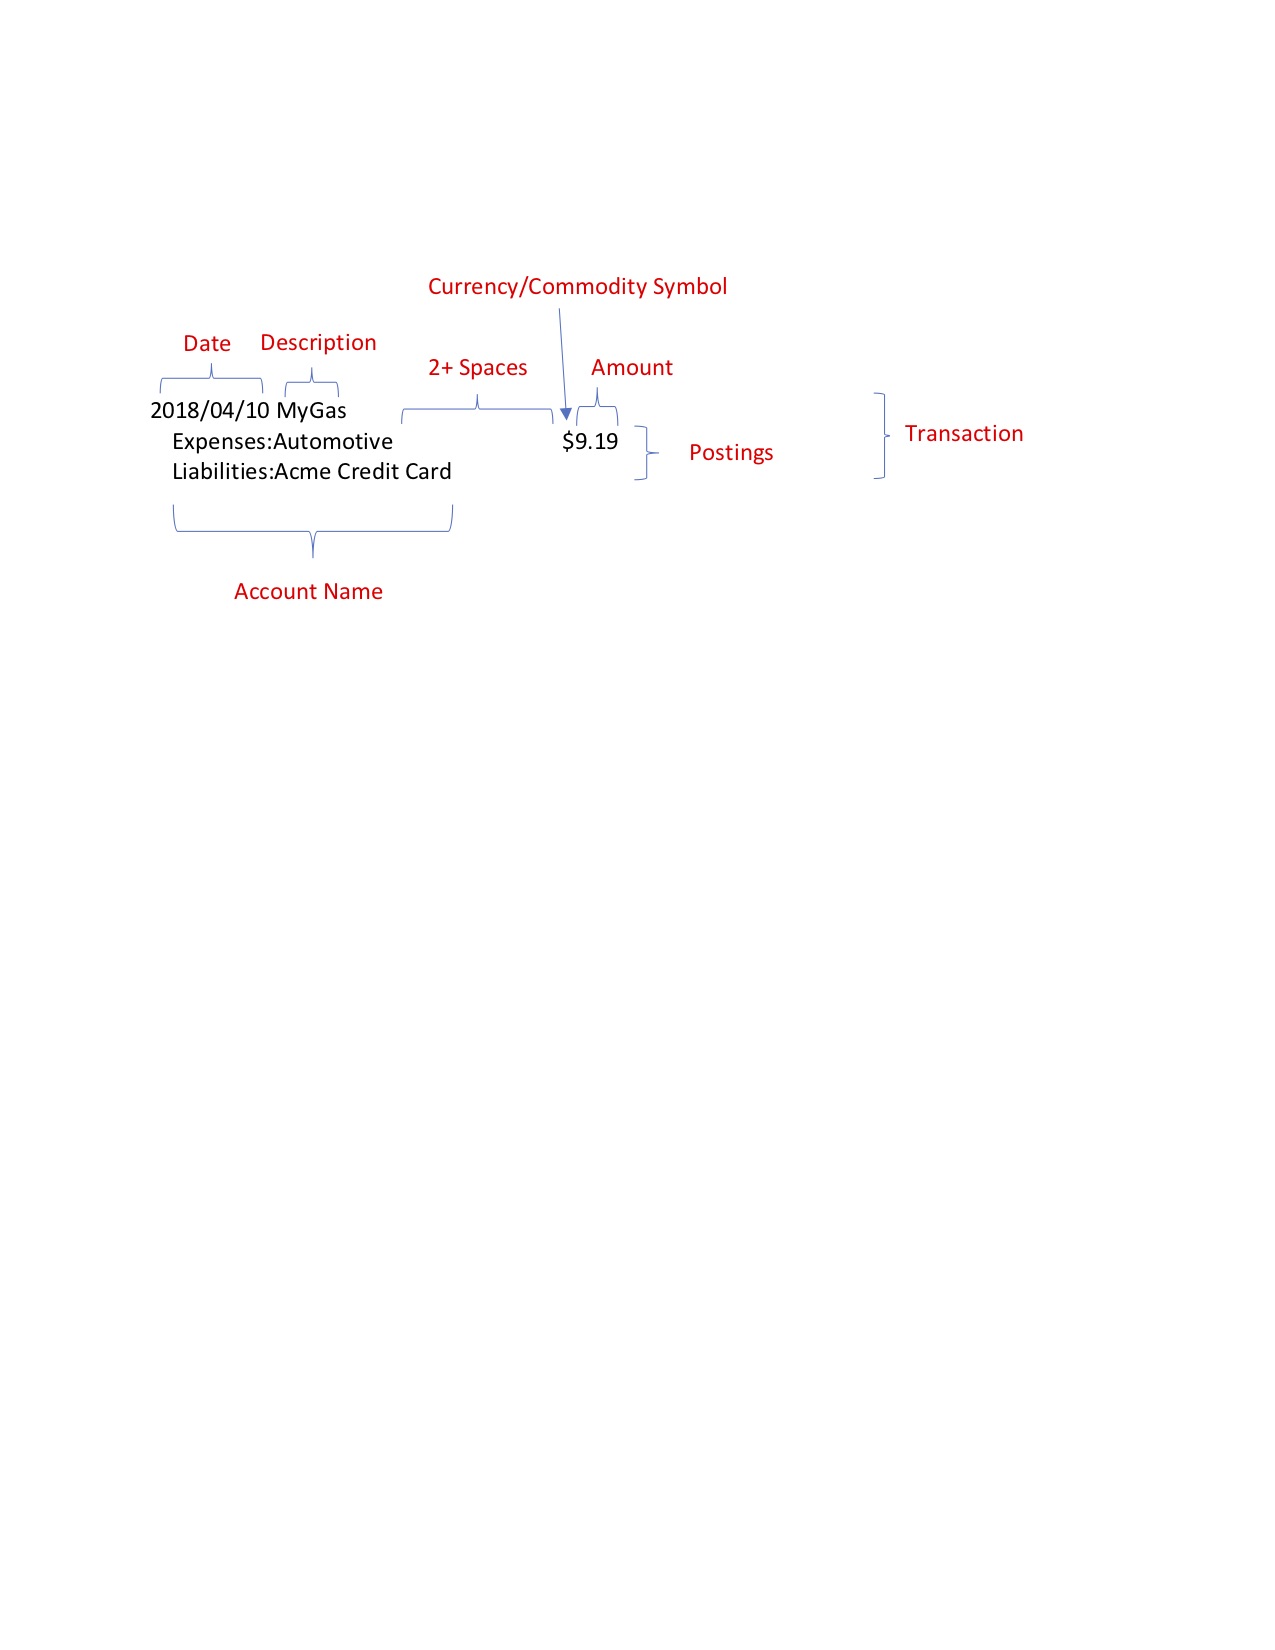 Currency/Commodity Symbol
Date
Description
2+ Spaces
Amount
2018/04/10 MyGas
Expenses:Automotive $9.19
Liabilities:Acme Credit Card
Postings
Transaction
Account Name